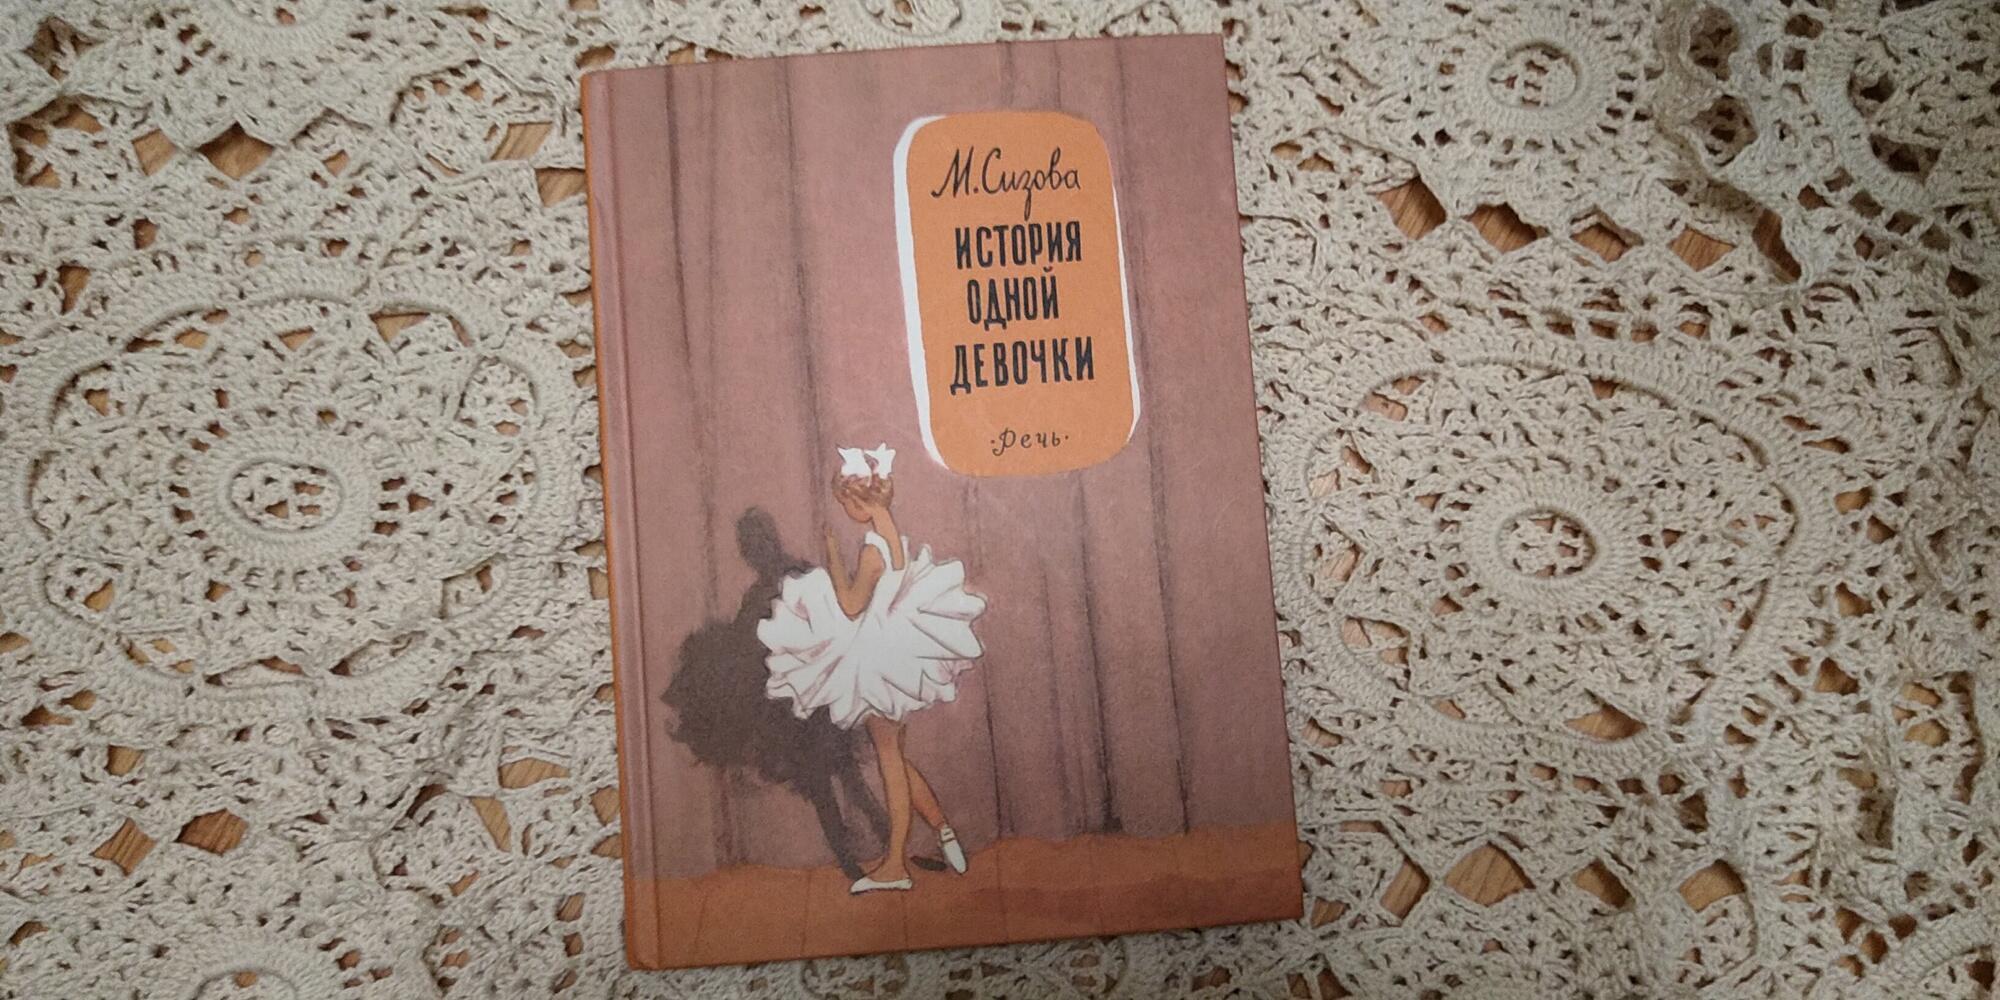 М. Сизова
ИСТОРИЯ
ОДНОЙ
ДЕВОЧКИ
·Речь·